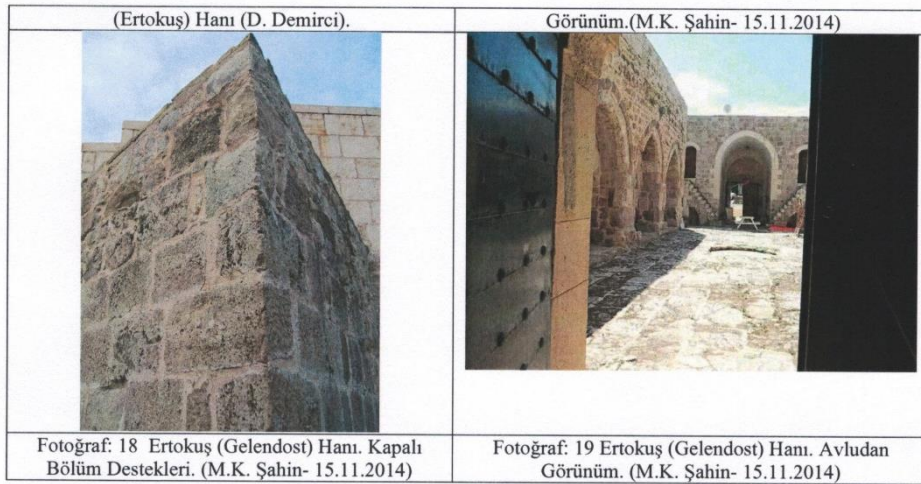 (Ertokuş) Hanı (D. Demirci).
Görünüm.(M.K. Şahin- 15.11.2014)
Fotoğraf: 18 Ertokuş (Gelendost) Hanı. Kapalı
Bölüm Destekleri. (M.K. Şahin- 15.11.2014)
Fotoğraf: 19 Ertokuş (Gelendost) Hanı. Avludan
Görünüm. (M.K. Şahin- 15.11.2014)